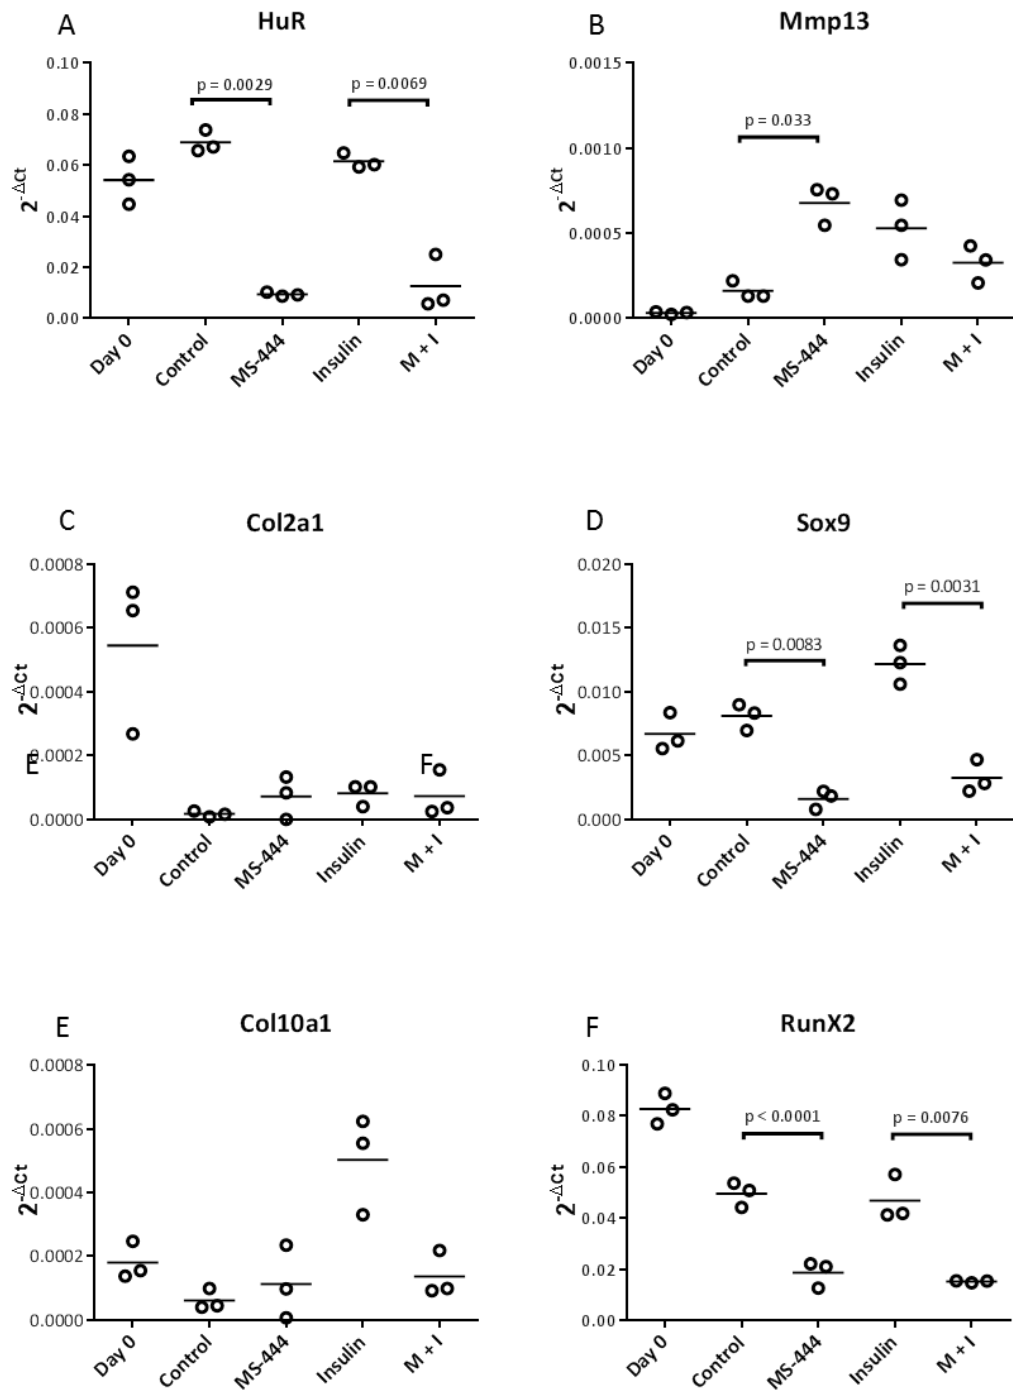 A HuR
2^-ΔCt
0.10
0.08
0.06
0.04
0.02
0.00
p = 0.0029
p = 0.0069
Day 0 Control MS-444 Insulin M + I
B Mmp13
2^-ΔCt
0.0015
0.0010
0.0005
0.0000
p = 0.033
Day 0 Control MS-444 Insulin M + I
C Col2a1
2^-ΔCt
0.0008
0.0006
0.0004
0.0002
0.0000
E
F
Day 0 Control MS-444 Insulin M + I
D Sox9
2^-ΔCt
0.020
0.015
0.010
0.005
0.000
p = 0.0083
p = 0.0031
Day 0 Control MS-444 Insulin M + I
E Col10a1
2^-ΔCt
0.0008
0.0006
0.0004
0.0002
0.0000
Day 0 Control MS-444 Insulin M + I
F RunX2
2^-ΔCt
0.10
0.08
0.06
0.04
0.02
0.00
p < 0.0001
p = 0.0076
Day 0 Control MS-444 Insulin M + I